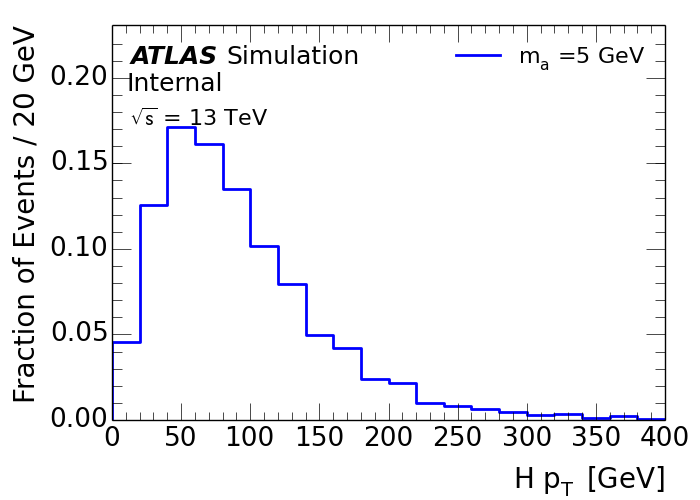 ATLAS Simulation
Internal
√s = 13 TeV
mₐ =5 GeV
Fraction of Events / 20 GeV
0.20
0.15
0.10
0.05
0.00
0 50 100 150 200 250 300 350 400
H p_T [GeV]